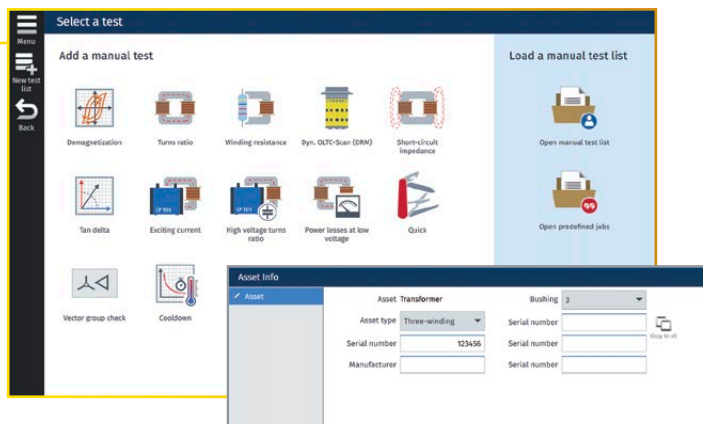 Select a test
Menu
New test
list
Back
Add a manual test
Demagnetization
Turns ratio
Winding resistance
Dyn. OLTC-Scan (DRM)
Short-circuit
impedance
Tan delta
Exciting current
High voltage turns
ratio
Power losses at low
voltage
Quick
Vector group check
Cooldown
Load a manual test list
Open manual test list
Open predefined jobs
Asset Info
Asset
Asset Transformer
Asset type Three-winding
Serial number 123456
Manufacturer
Bushing 3
Serial number
Serial number
Serial number
Copy to all